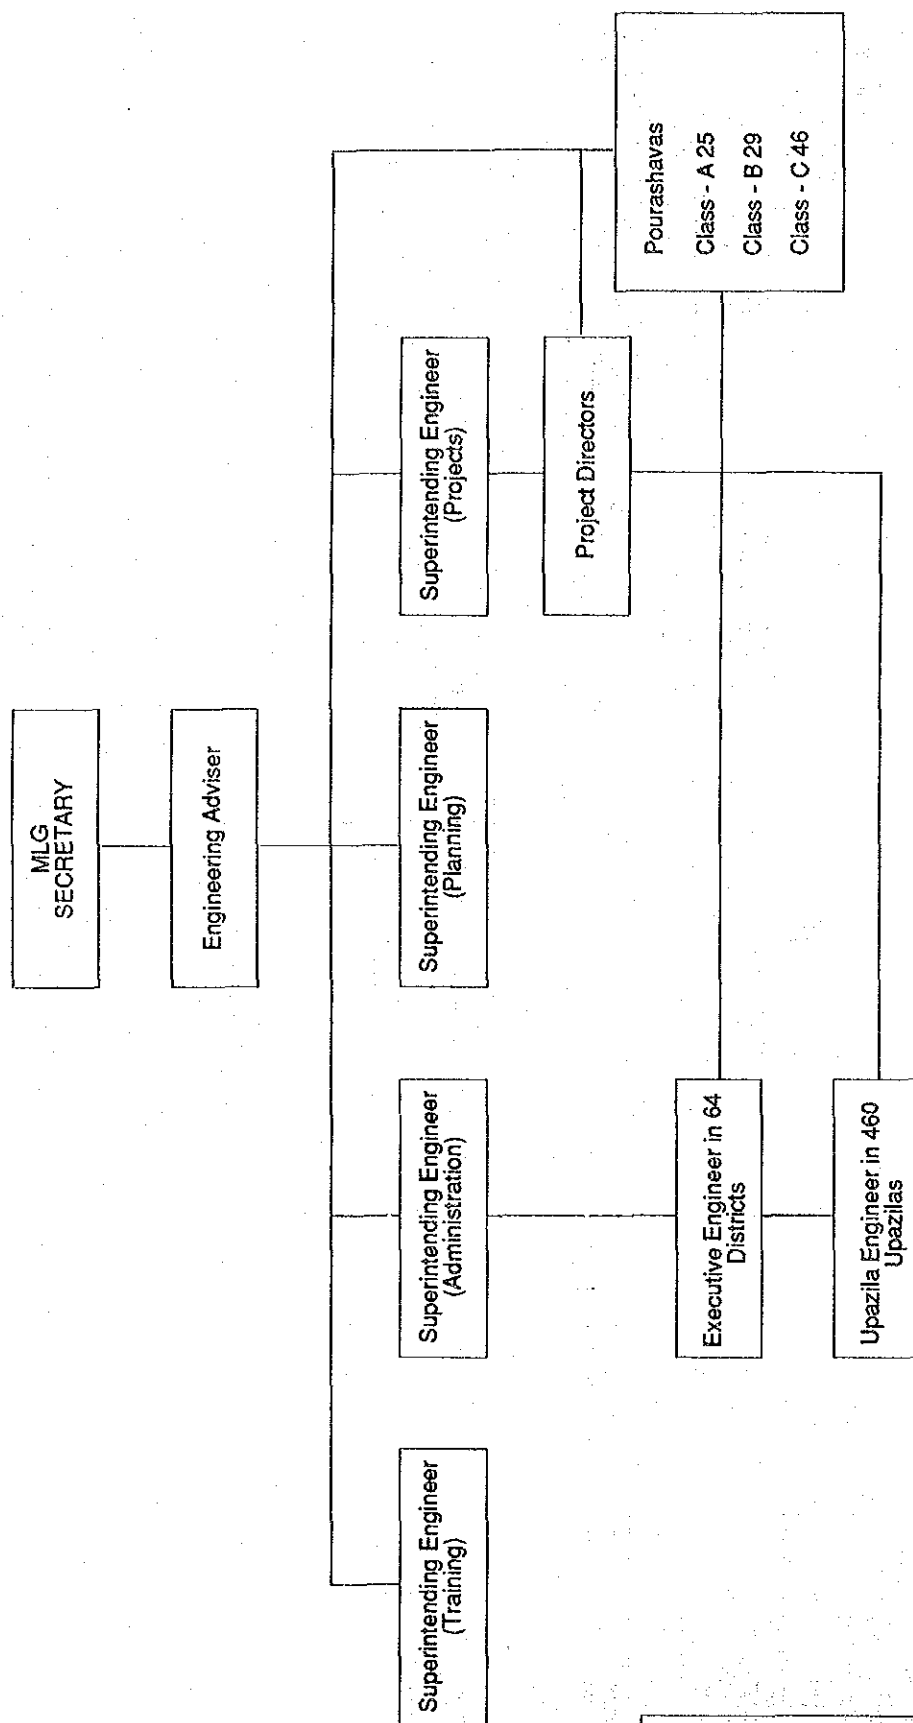 MLG
SECRETARY
Engineering Adviser
Superintending Engineer
(Training)
Superintending Engineer
(Administration)
Superintending Engineer
(Planning)
Superintending Engineer
(Projects)
Project Directors
Pourashavas
Class - A 25
Class - B 29
Class - C 46
Executive Engineer in 64
Districts
Upazila Engineer in 460
Upazilas